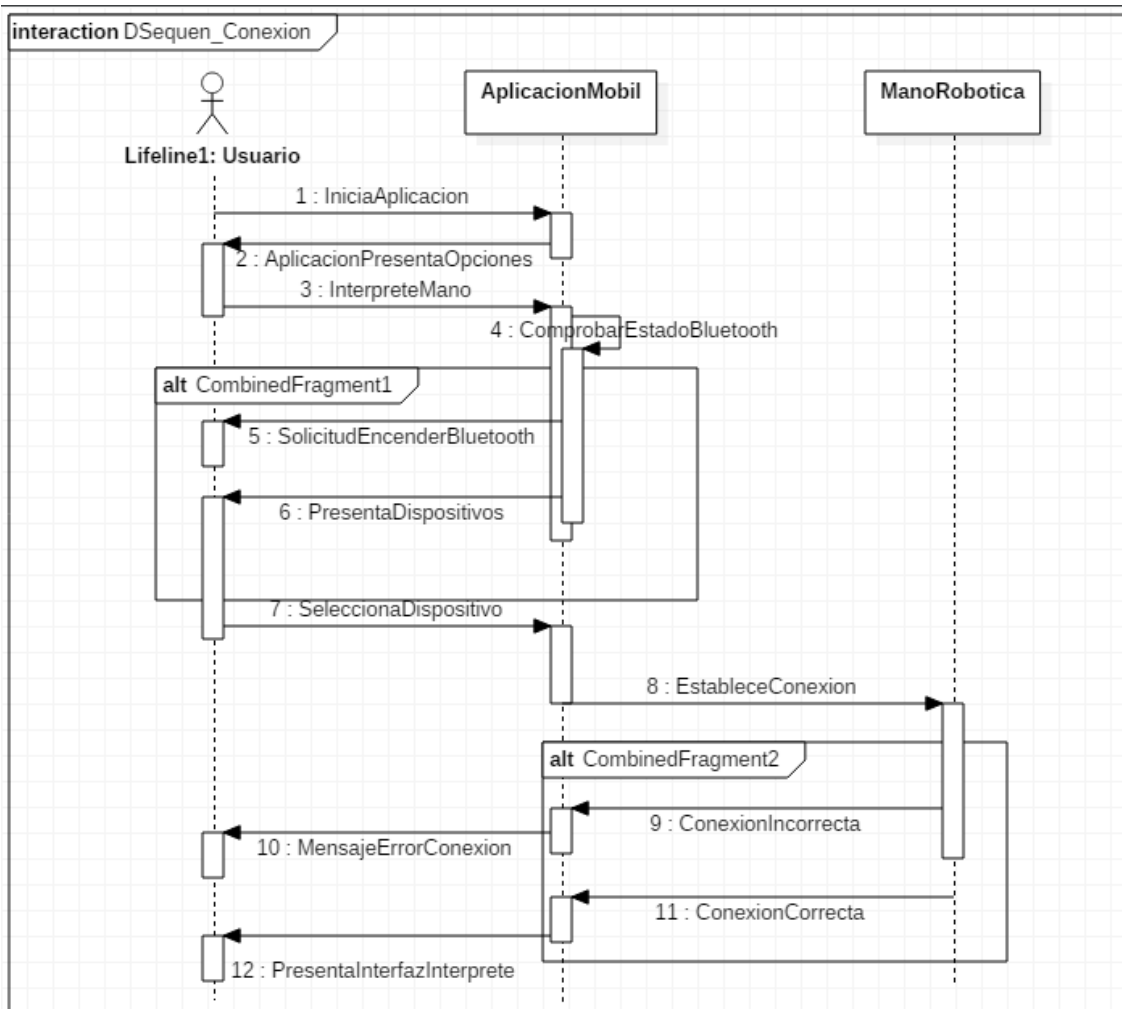 interaction DSequen_Conexion
AplicacionMobil
ManoRobotica
Lifeline1: Usuario
1 : IniciaAplicacion
2 : AplicacionPresentaOpciones
3 : InterpreteMano
4 : ComprobarEstadoBluetooth
alt CombinedFragment1
5 : SolicitudEncenderBluetooth
6 : PresentaDispositivos
7 : SeleccionaDispositivo
8 : EstableceConexion
alt CombinedFragment2
9 : ConexionIncorrecta
10 : MensajeErrorConexion
11 : ConexionCorrecta
12 : PresentaInterfazInterprete